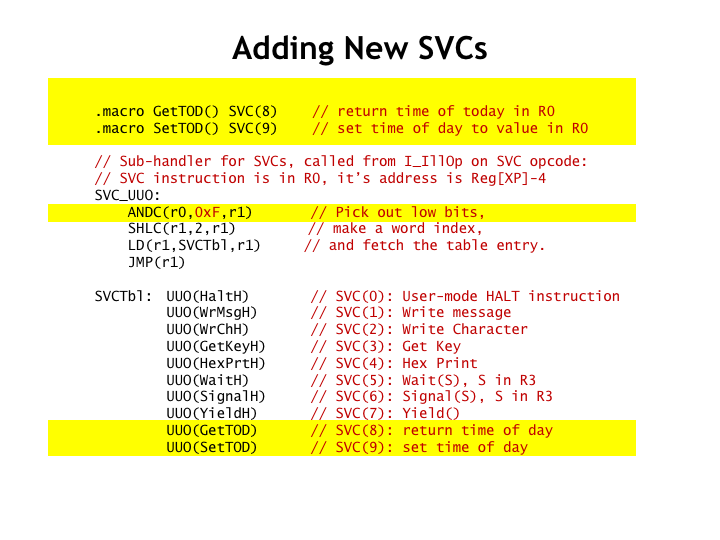 Adding New SVCs
.macro GetTOD() SVC(8) // return time of today in R0
.macro SetTOD() SVC(9) // set time of day to value in R0
// Sub-handler for SVCs, called from I_IllOp on SVC opcode:
// SVC instruction is in R0, it’s address is Reg[XP]-4
SVC_UUO:
ANDC(r0,0xF,r1) // Pick out low bits,
SHLC(r1,2,r1) // make a word index,
LD(r1,SVCTbl,r1) // and fetch the table entry.
JMP(r1)
SVCTbl: UUO(HaltH) // SVC(0): User-mode HALT instruction
UUO(WrMsgH) // SVC(1): Write message
UUO(WrChH) // SVC(2): Write Character
UUO(GetKeyH) // SVC(3): Get Key
UUO(HexPrtH) // SVC(4): Hex Print
UUO(WaitH) // SVC(5): Wait(S), S in R3
UUO(SignalH) // SVC(6): Signal(S), S in R3
UUO(YieldH) // SVC(7): Yield()
UUO(GetTOD) // SVC(8): return time of day
UUO(SetTOD) // SVC(9): set time of day